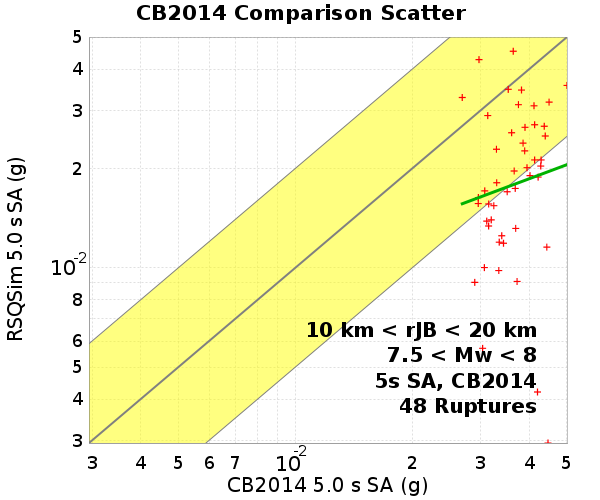 CB2014 Comparison Scatter
RSQSim 5.0 s SA (g)
5
4
3
2
10-2
8
6
5
4
3
10 km < rJB < 20 km
7.5 < Mw < 8
5s SA, CB2014
48 Ruptures
3 4 5 6 7 10-2 2 3 4 5
CB2014 5.0 s SA (g)